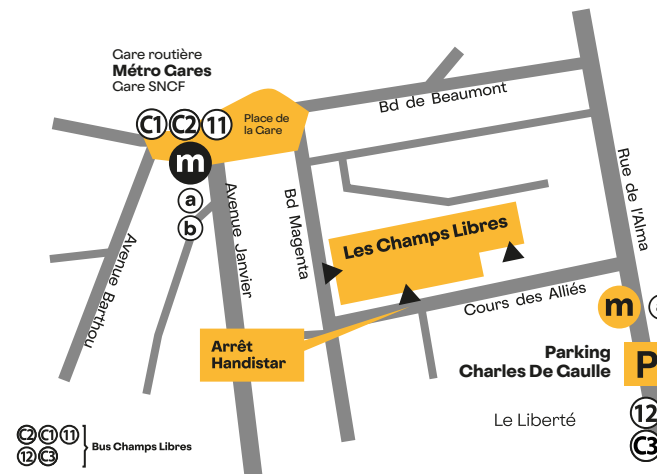 Gare routière
Métro Gares
Gare SNCF
C1 C2 11
Place de
la Gare
m
a
b
Bd de Beaumont
Rue de l'Alma
Avenue Janvier
Bd Magenta
Avenue Barthou
Les Champs Libres
Cours des Alliés
m
Arrêt
Handistar
Parking
Charles De Gaulle
P
Le Liberté
12
C3
C2 C1 11
12 C3
Bus Champs Libres